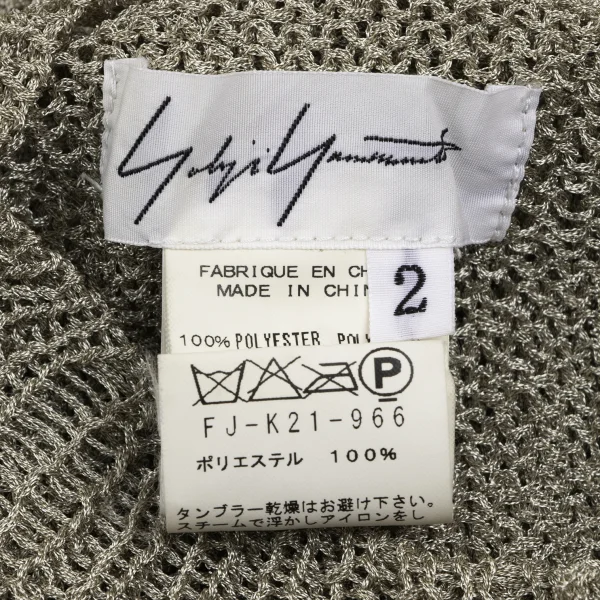 Yohji Yamamoto
FABRIQUE EN CH
MADE IN CHIN
2
100% POLYESTER POLY
P
FJ-K21-966
ポリエステル 100%
タンブラー乾燥はお避け下さい。
スチームで浮かしアイロンをし